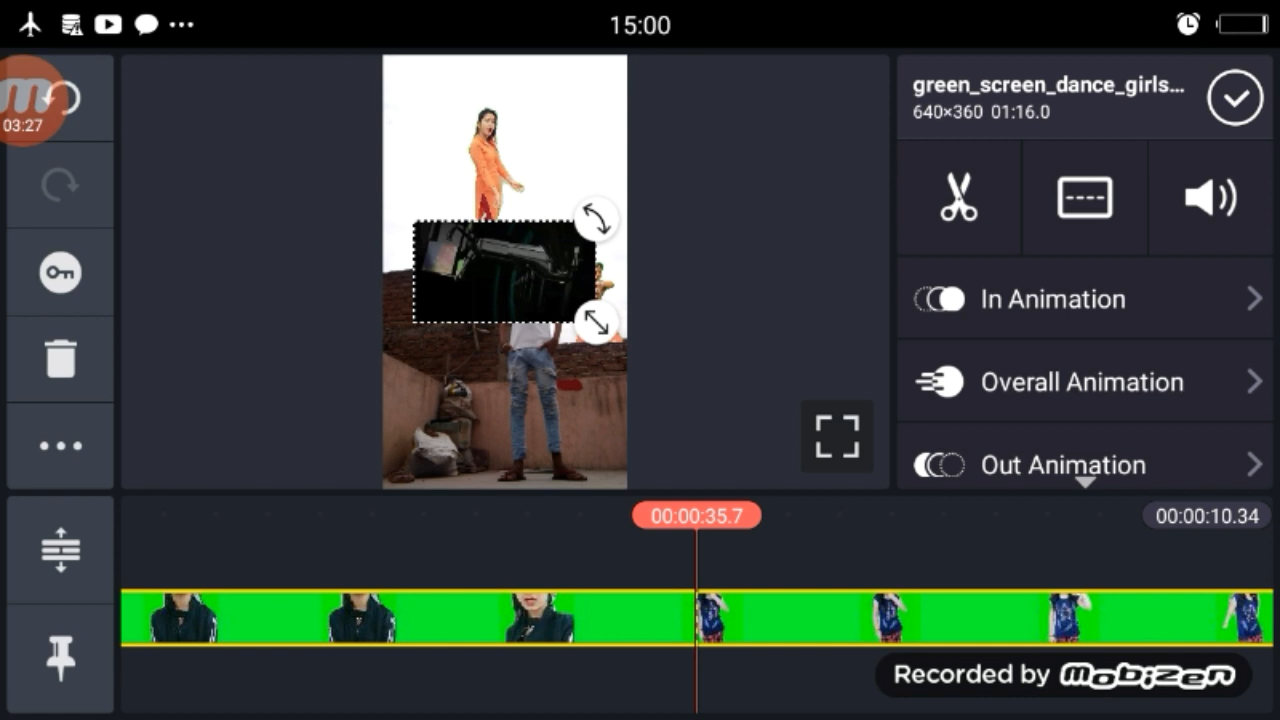 15:00
03:27
green_screen_dance_girls...
640×360 01:16.0
In Animation
Overall Animation
Out Animation
00:00:35.7
00:00:10.34
Recorded by mobizen